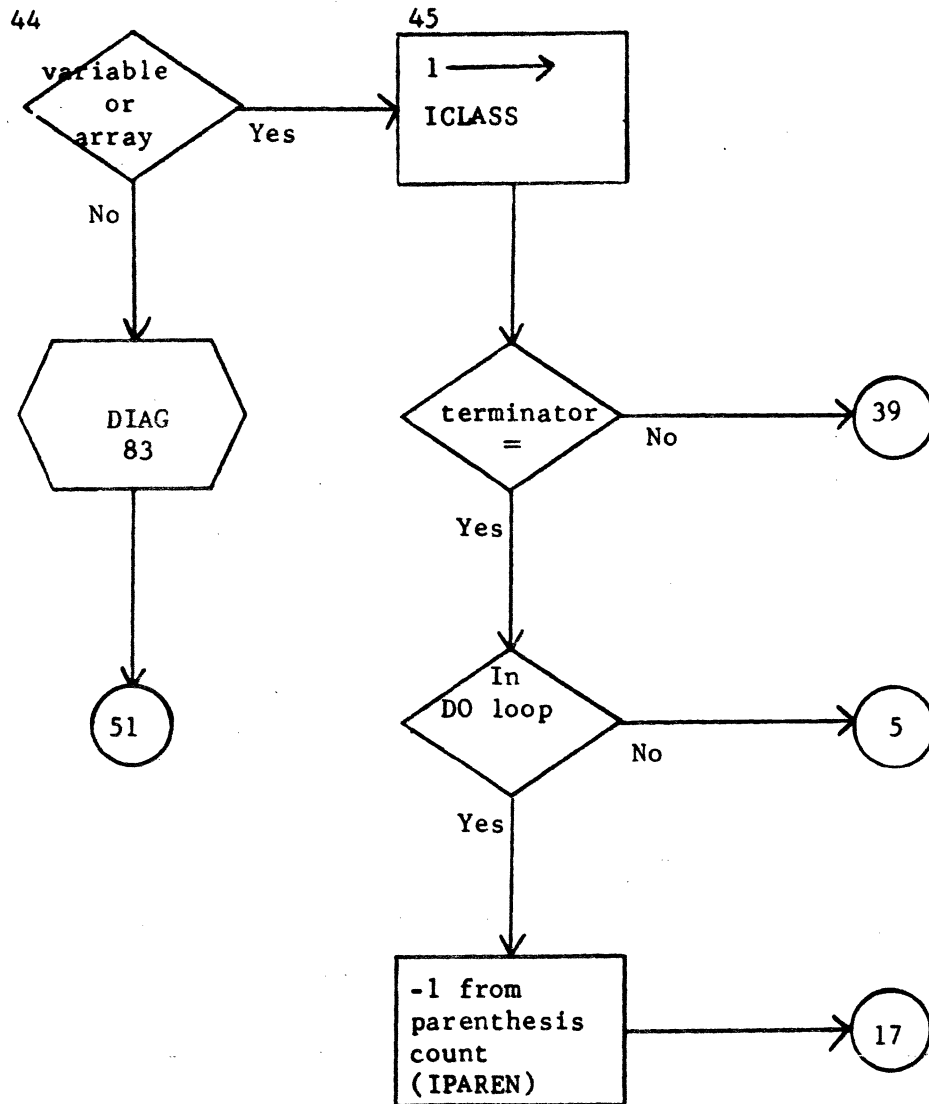 44
variable
or
array
Yes
No
DIAG
83
51
45
1
ICLASS
terminator
=
No
39
Yes
In
DO loop
No
5
Yes
-1 from
parenthesis
count
(IPAREN)
17